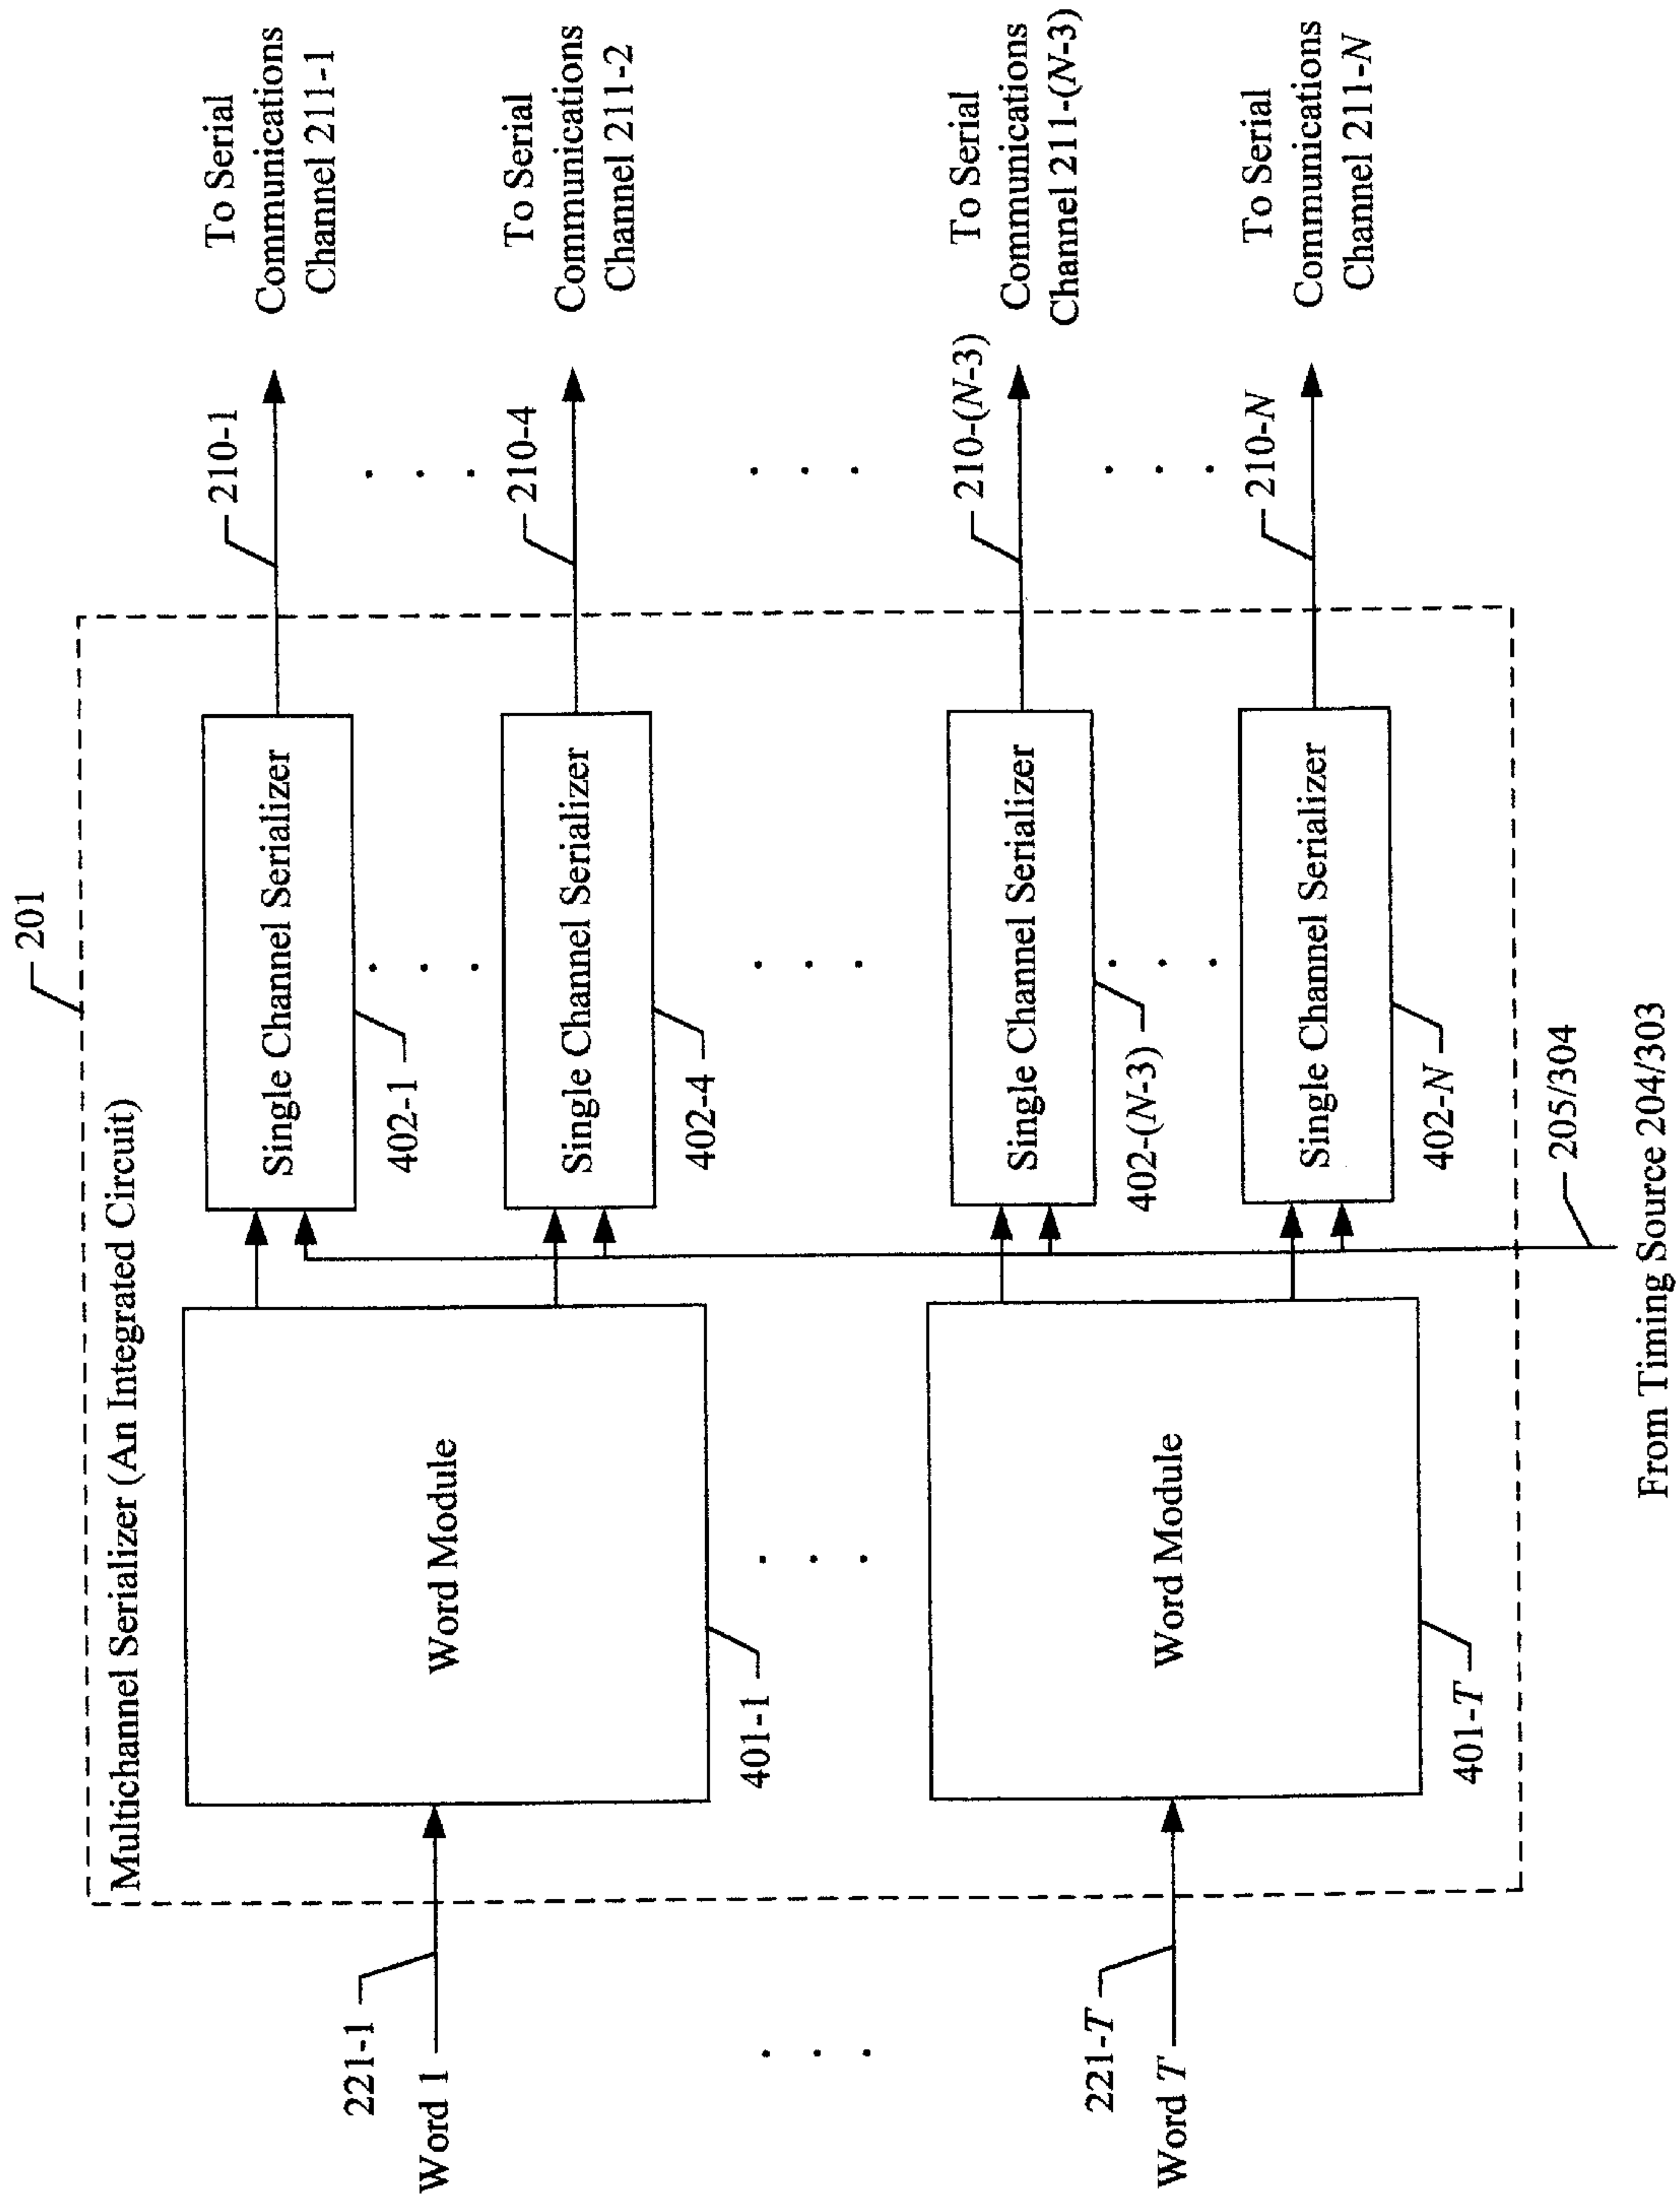 201
Multichannel Serializer (An Integrated Circuit)
221-1
Word 1
Word Module
401-1
Single Channel Serializer
402-1
210-1
To Serial
Communications
Channel 211-1
Single Channel Serializer
402-4
210-4
To Serial
Communications
Channel 211-2
221-T
Word T
Word Module
401-T
Single Channel Serializer
402-(N-3)
210-(N-3)
To Serial
Communications
Channel 211-(N-3)
Single Channel Serializer
402-N
210-N
To Serial
Communications
Channel 211-N
205/304
From Timing Source 204/303